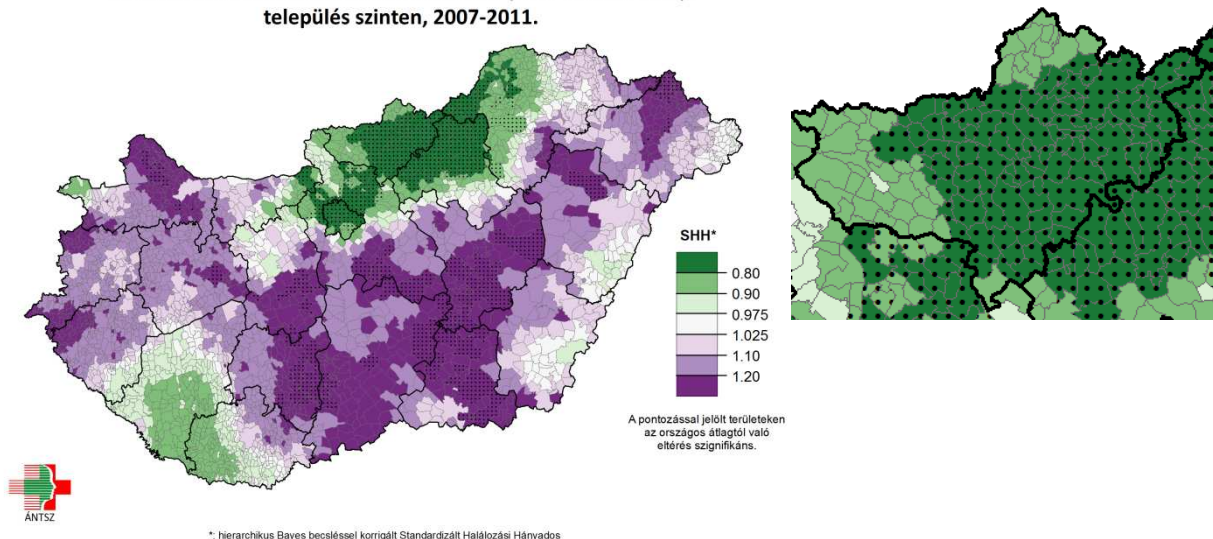 település szinten, 2007-2011.
SHH*
0.80
0.90
0.975
1.025
1.10
1.20
A pontozással jelölt területeken
az országos átlagtól való
eltérés szignifikáns.
ÁNTSZ
*: hierarchikus Bayes becsléssel korrigált Standardizált Halálozási Hányados